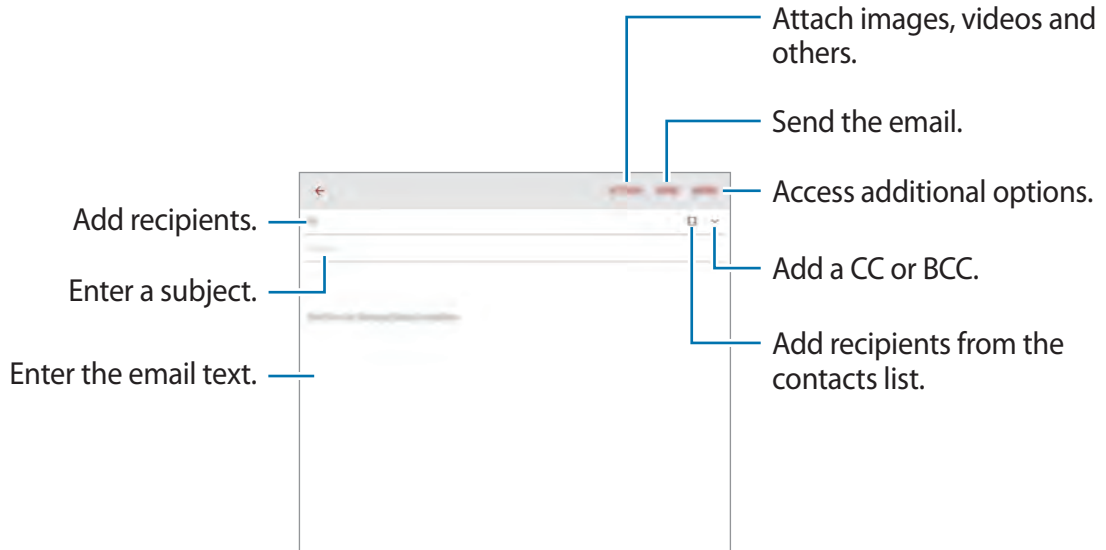 Attach images, videos and
others.
Send the email.
Access additional options.
Add recipients.
Add a CC or BCC.
Enter a subject.
Add recipients from the
contacts list.
Enter the email text.